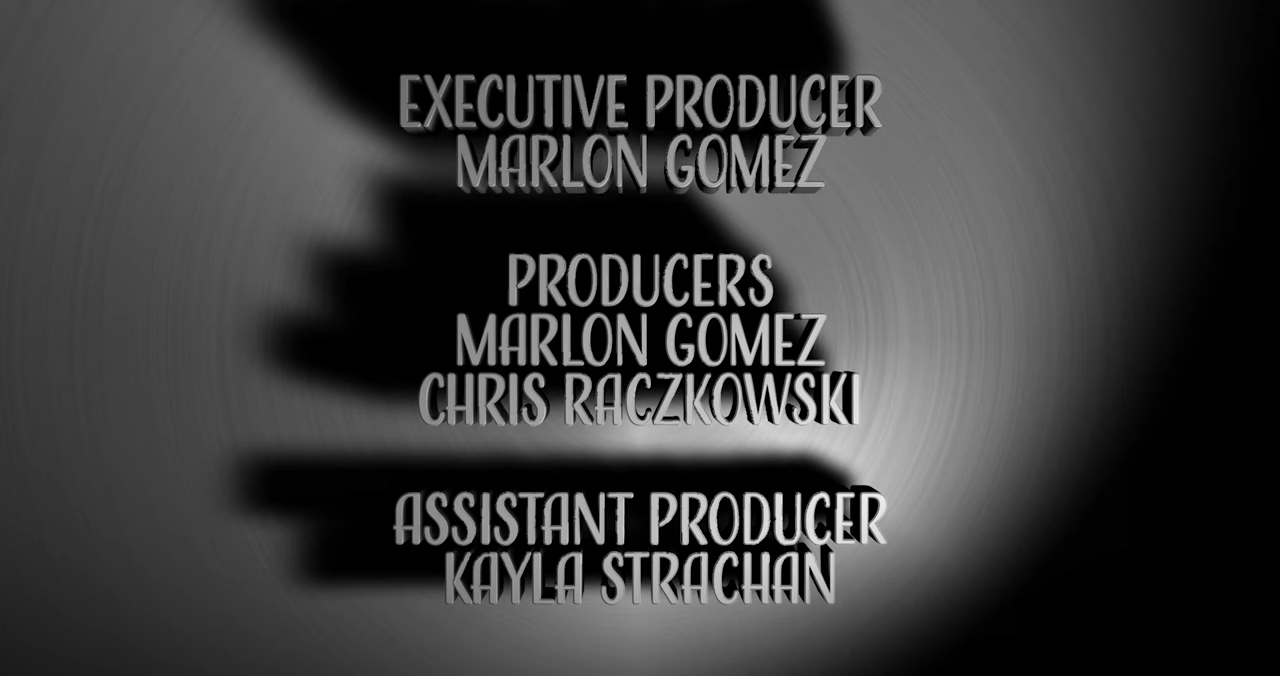 EXECUTIVE PRODUCER
MARLON GOMEZ
PRODUCERS
MARLON GOMEZ
CHRIS RACZKOWSKI
ASSISTANT PRODUCER
KAYLA STRACHAN